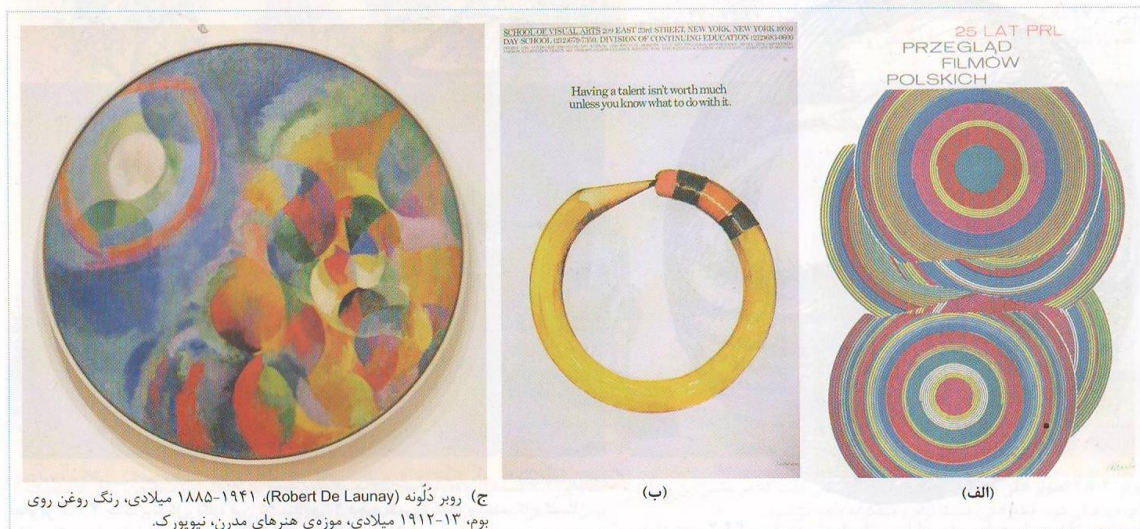 25 LAT PRL
PRZEGLĄD
FILMÓW
POLSKICH
(الف)
SCHOOL OF VISUAL ARTS 209 EAST 23rd STREET, NEW YORK, NEW YORK 10010
DAY SCHOOL (212)679-7350. DIVISION OF CONTINUING EDUCATION (212)683-0600
Having a talent isn't worth much
unless you know what to do with it.
(ب)
ج) روبر دُلُونه (Robert De Launay)، ۱۹۴۱-۱۸۸۵ میلادی، رنگ روغن روی
بوم، ۱۳-۱۹۱۲ میلادی، موزه‌ی هنرهای مدرن، نیویورک.